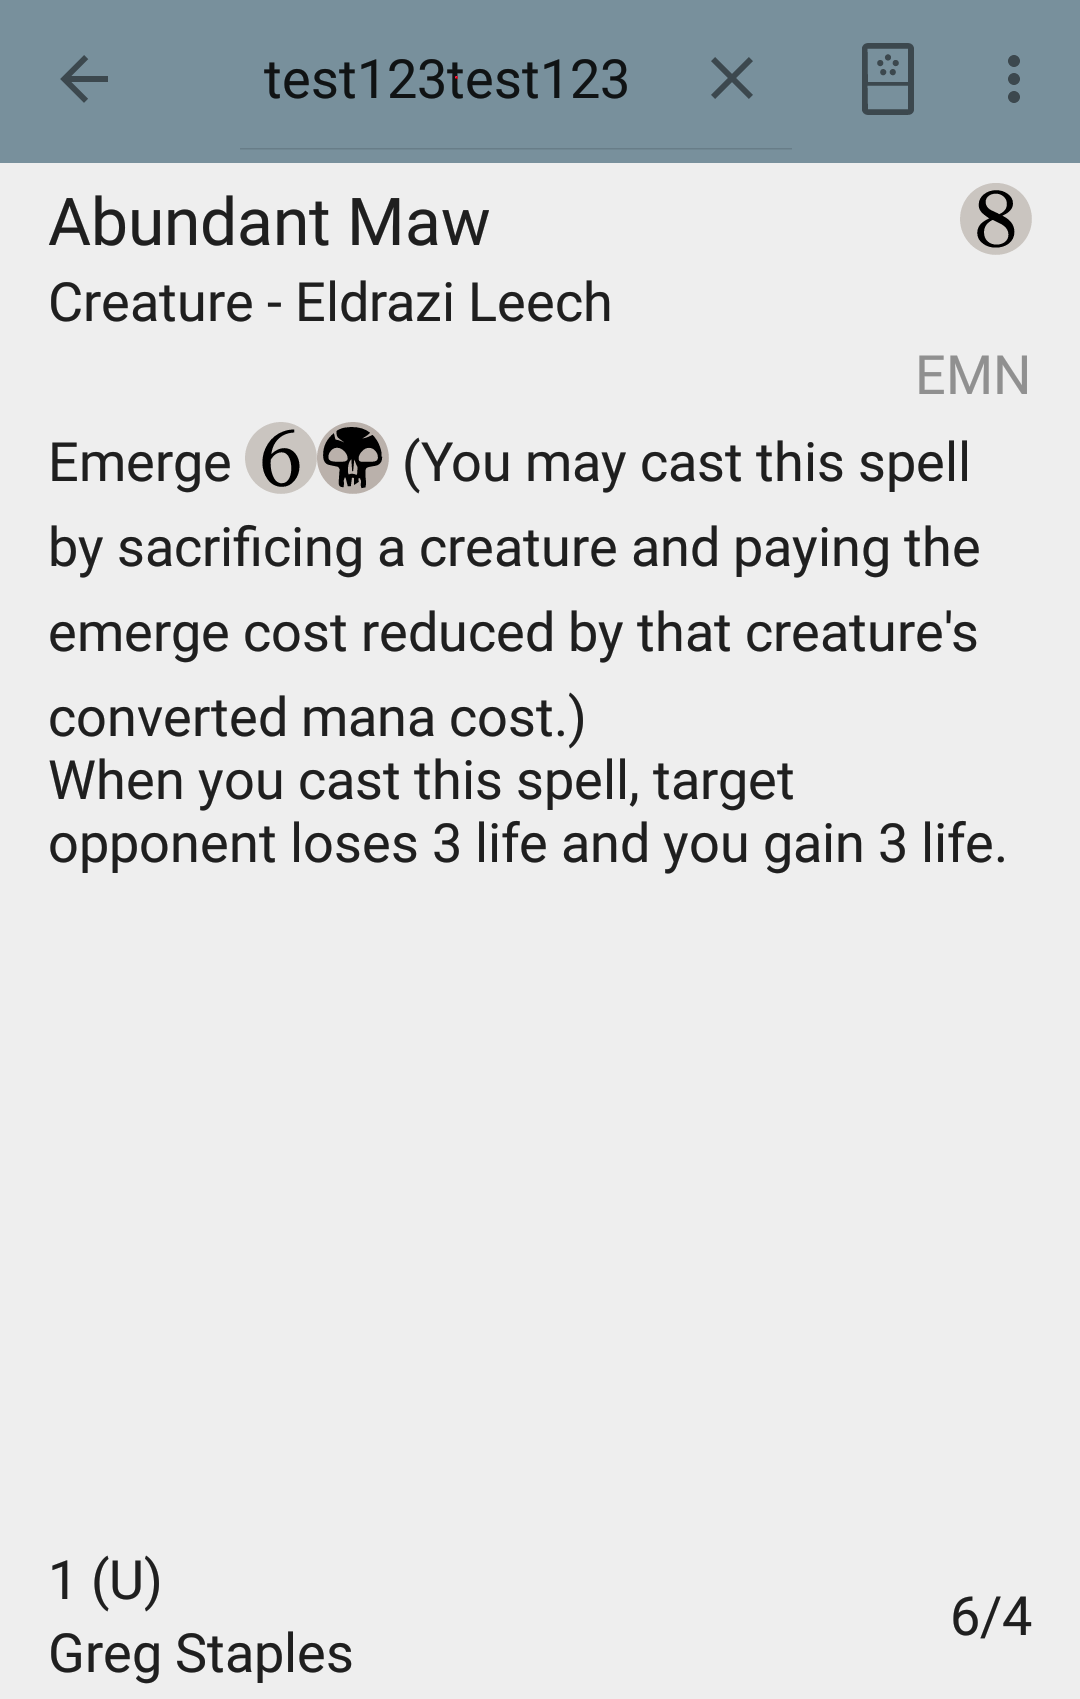 test123test123
Abundant Maw 8
Creature - Eldrazi Leech
EMN
Emerge 6 (You may cast this spell
by sacrificing a creature and paying the
emerge cost reduced by that creature's
converted mana cost.)
When you cast this spell, target
opponent loses 3 life and you gain 3 life.
1 (U)
6/4
Greg Staples